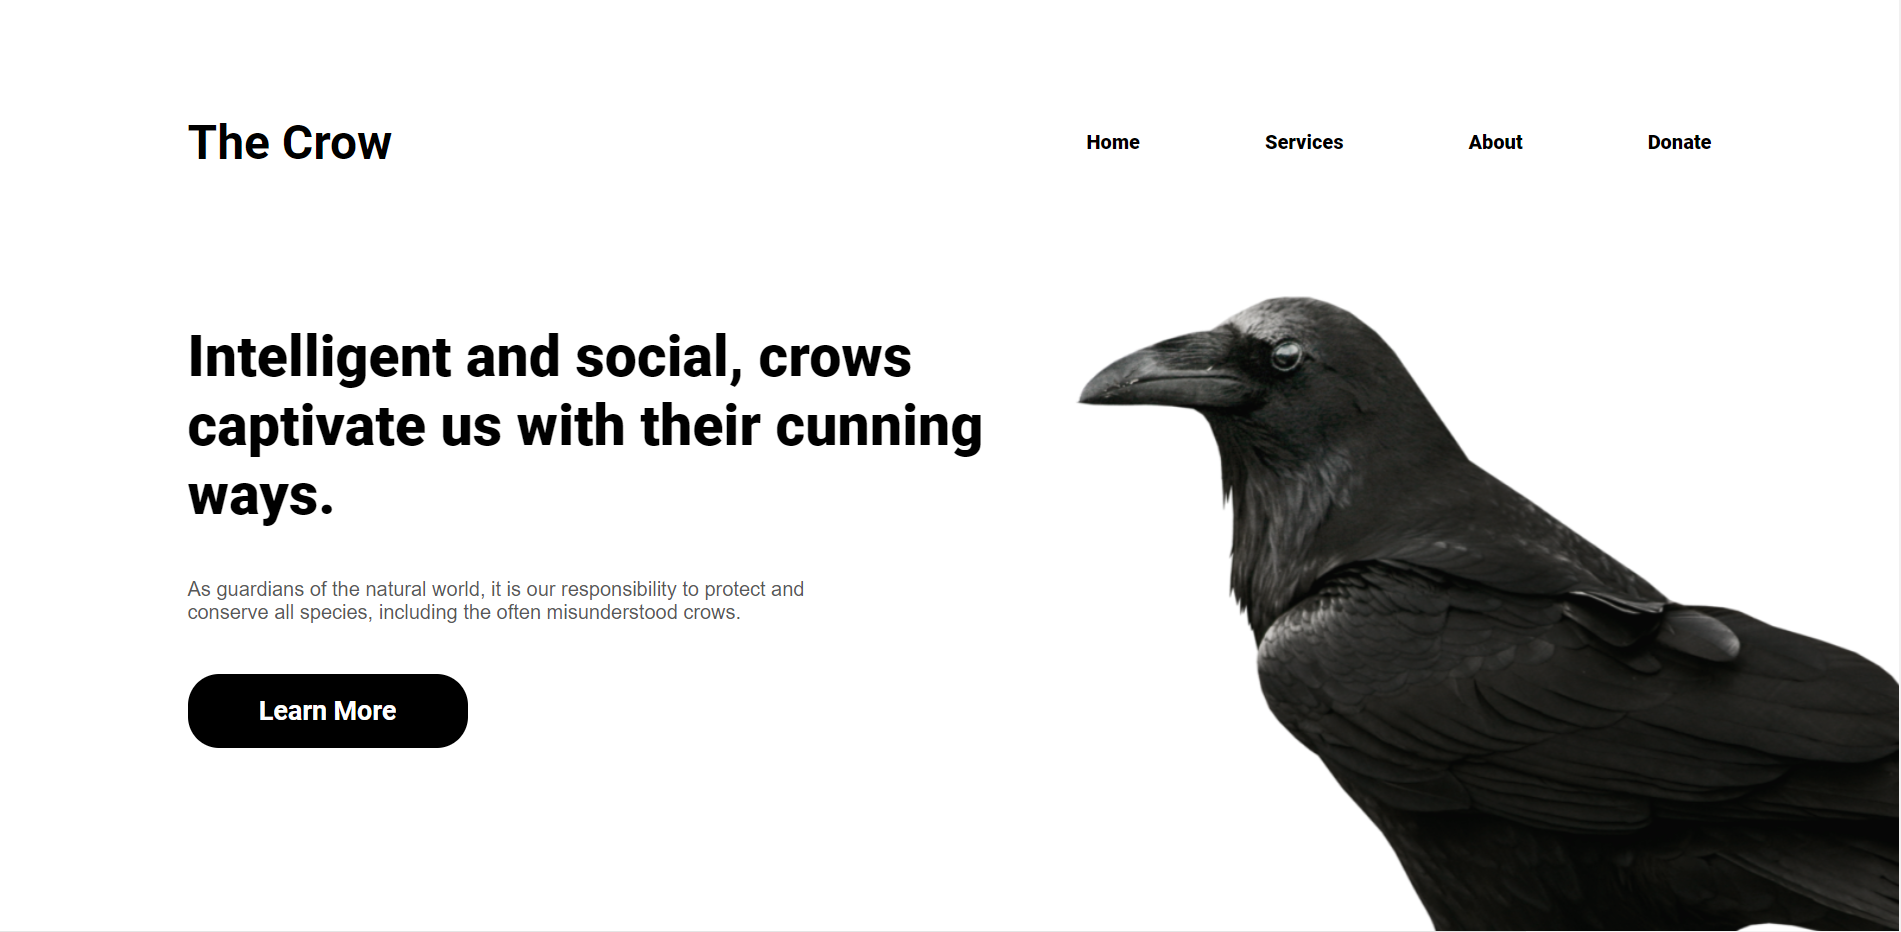 The Crow
Home Services About Donate
Intelligent and social, crows
captivate us with their cunning
ways.
As guardians of the natural world, it is our responsibility to protect and
conserve all species, including the often misunderstood crows.
Learn More